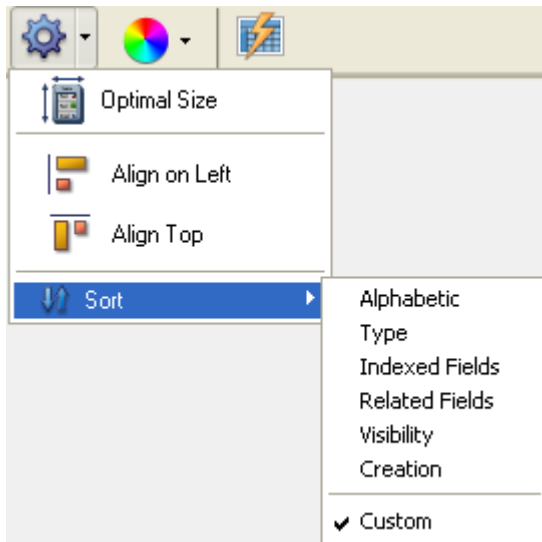 Optimal Size
Align on Left
Align Top
Sort
Alphabetic
Type
Indexed Fields
Related Fields
Visibility
Creation
Custom